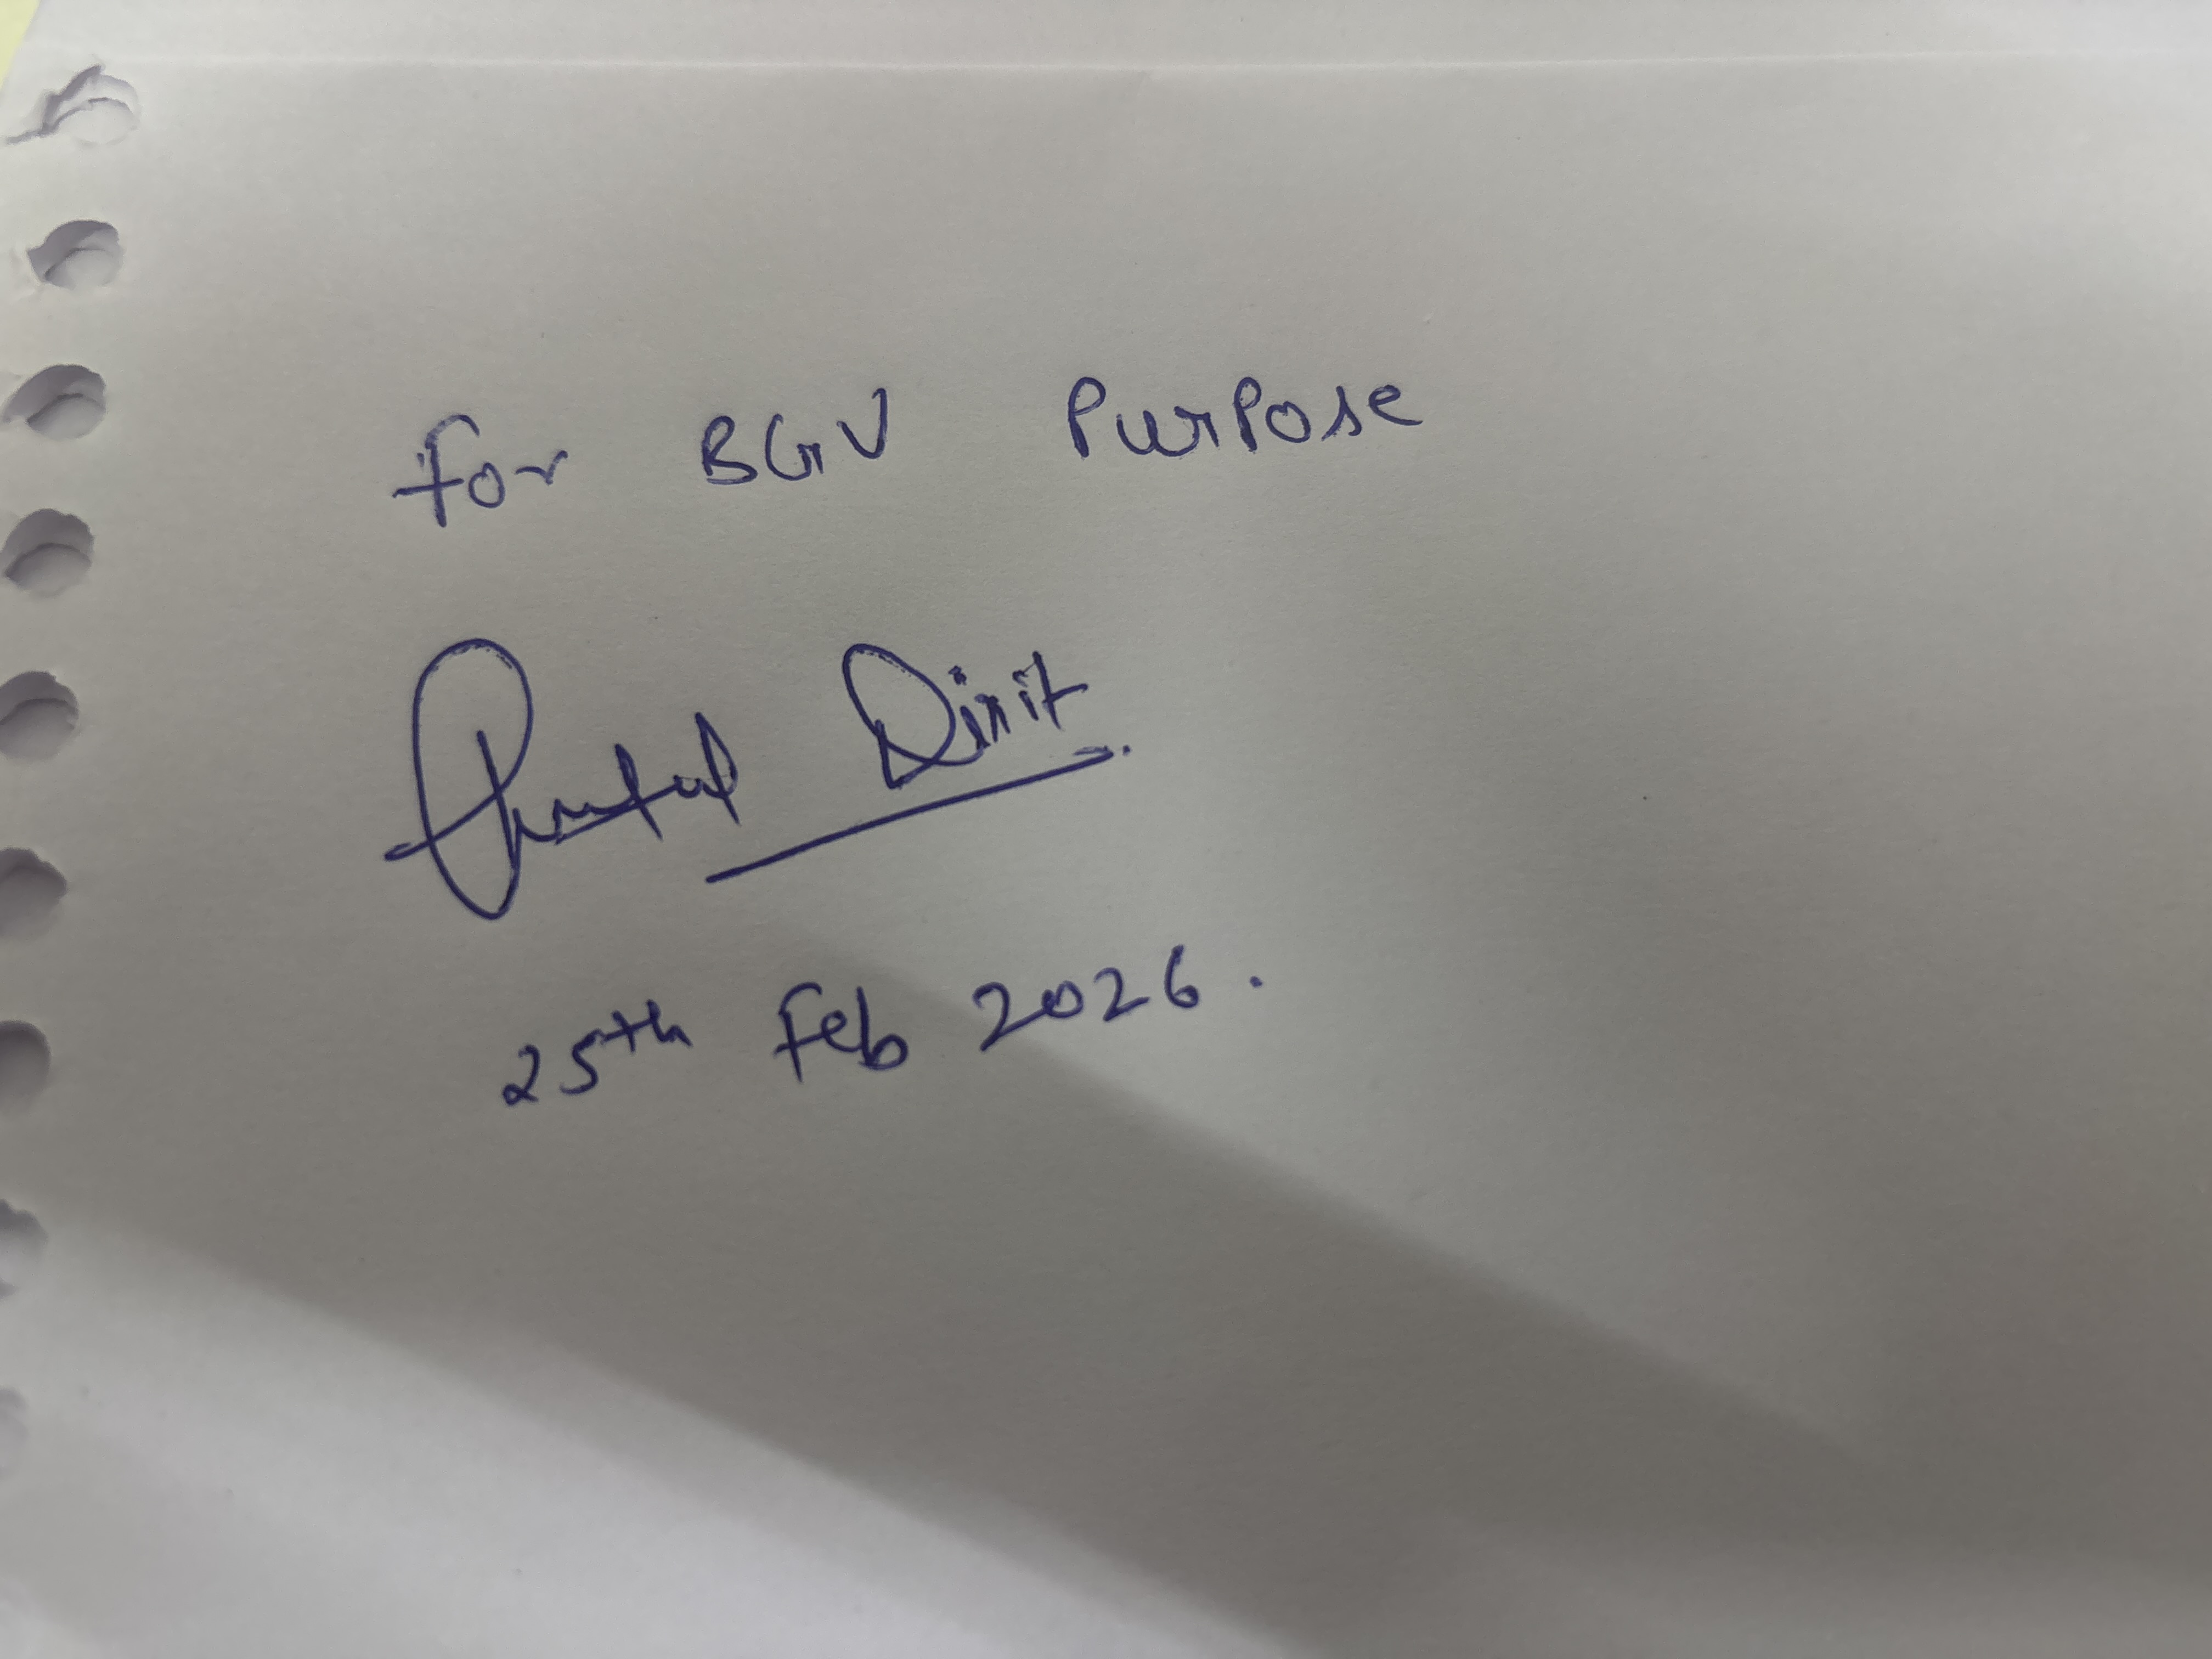 For BGV Purpose
Dixit
25th Feb 2026.